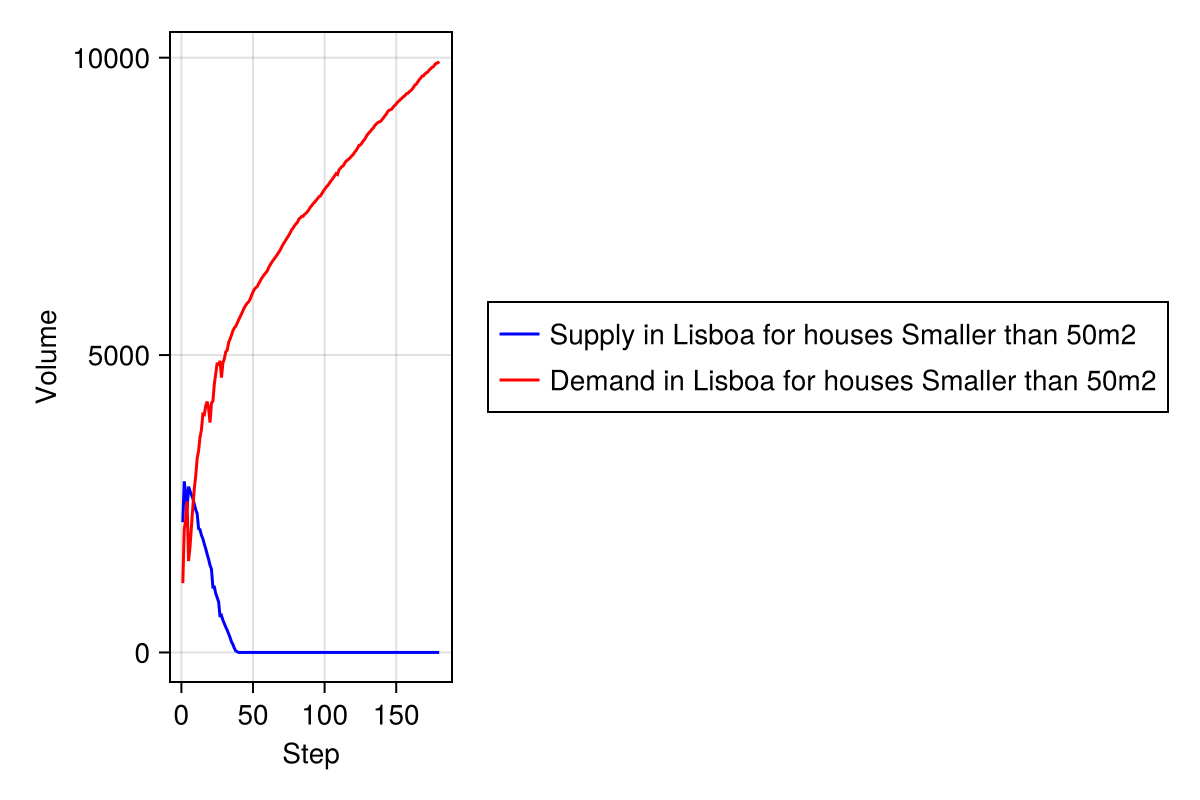 10000
5000
0
Volume
0 50 100 150
Step
Supply in Lisboa for houses Smaller than 50m2
Demand in Lisboa for houses Smaller than 50m2